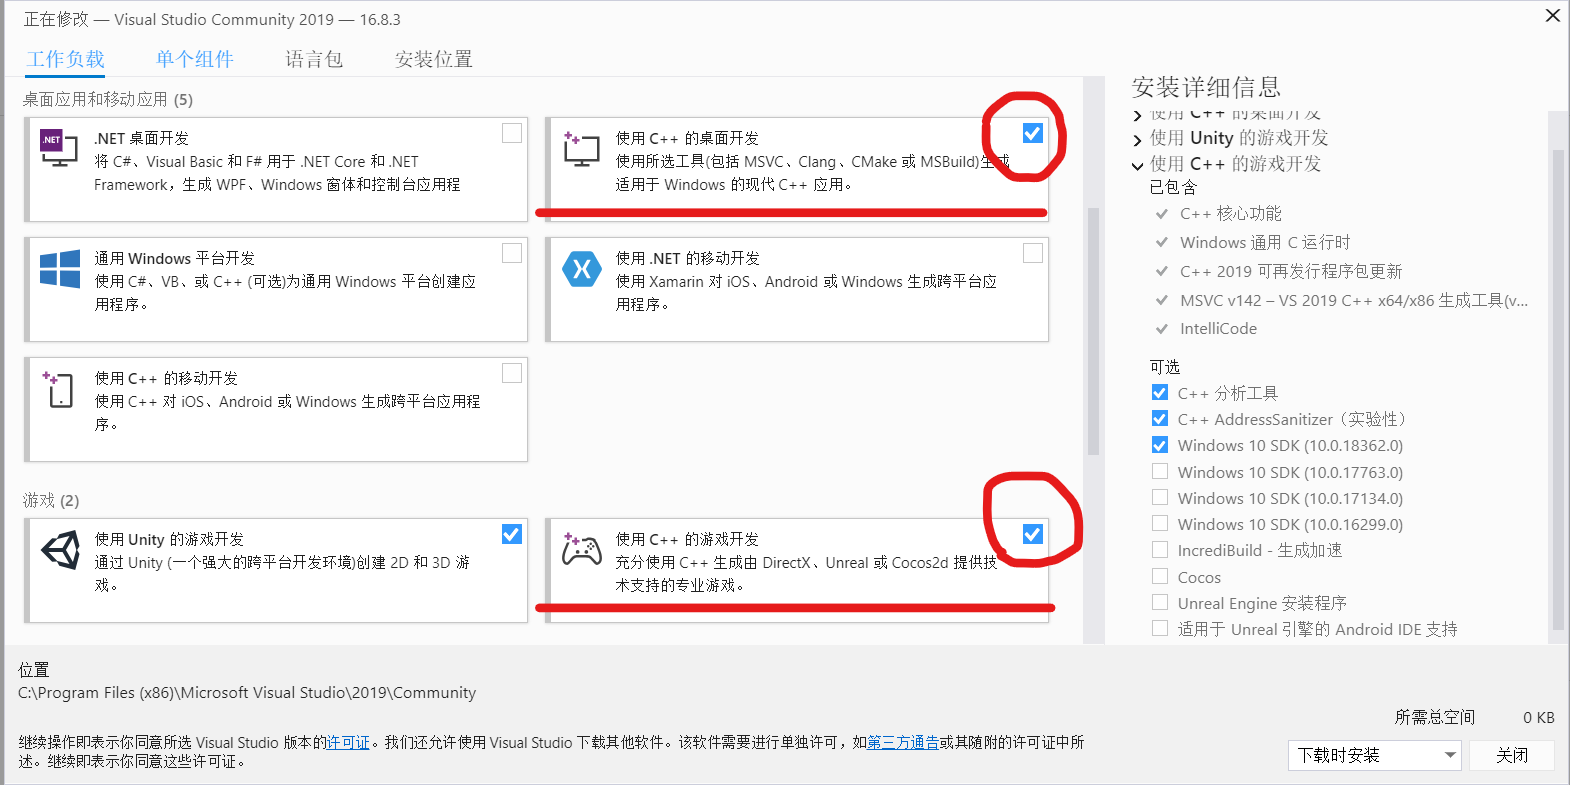 正在修改 — Visual Studio Community 2019 — 16.8.3
工作负载 单个组件 语言包 安装位置
桌面应用和移动应用 (5)
.NET
.NET 桌面开发
将 C#、Visual Basic 和 F# 用于 .NET Core 和 .NET
Framework，生成 WPF、Windows 窗体和控制台应用程
使用 C++ 的桌面开发
使用所选工具(包括 MSVC、Clang、CMake 或 MSBuild)生成
适用于 Windows 的现代 C++ 应用。
通用 Windows 平台开发
使用 C#、VB、或 C++ (可选)为通用 Windows 平台创建应
用程序。
使用 .NET 的移动开发
使用 Xamarin 对 iOS、Android 或 Windows 生成跨平台应
用程序。
使用 C++ 的移动开发
使用 C++ 对 iOS、Android 或 Windows 生成跨平台应用程
序。
游戏 (2)
使用 Unity 的游戏开发
通过 Unity (一个强大的跨平台开发环境)创建 2D 和 3D 游
戏。
使用 C++ 的游戏开发
充分使用 C++ 生成由 DirectX、Unreal 或 Cocos2d 提供技
术支持的专业游戏。
安装详细信息
使用 C++ 的桌面开发
使用 Unity 的游戏开发
使用 C++ 的游戏开发
已包含
C++ 核心功能
Windows 通用 C 运行时
C++ 2019 可再发行程序包更新
MSVC v142 – VS 2019 C++ x64/x86 生成工具(v...
IntelliCode
可选
C++ 分析工具
C++ AddressSanitizer（实验性）
Windows 10 SDK (10.0.18362.0)
Windows 10 SDK (10.0.17763.0)
Windows 10 SDK (10.0.17134.0)
Windows 10 SDK (10.0.16299.0)
IncrediBuild - 生成加速
Cocos
Unreal Engine 安装程序
适用于 Unreal 引擎的 Android IDE 支持
位置
C:\Program Files (x86)\Microsoft Visual Studio\2019\Community
继续操作即表示你同意所选 Visual Studio 版本的许可证。我们还允许使用 Visual Studio 下载其他软件。该软件需要进行单独许可，如第三方通告或其随附的许可证中所
述。继续即表示你同意这些许可证。
所需总空间 0 KB
下载时安装 关闭